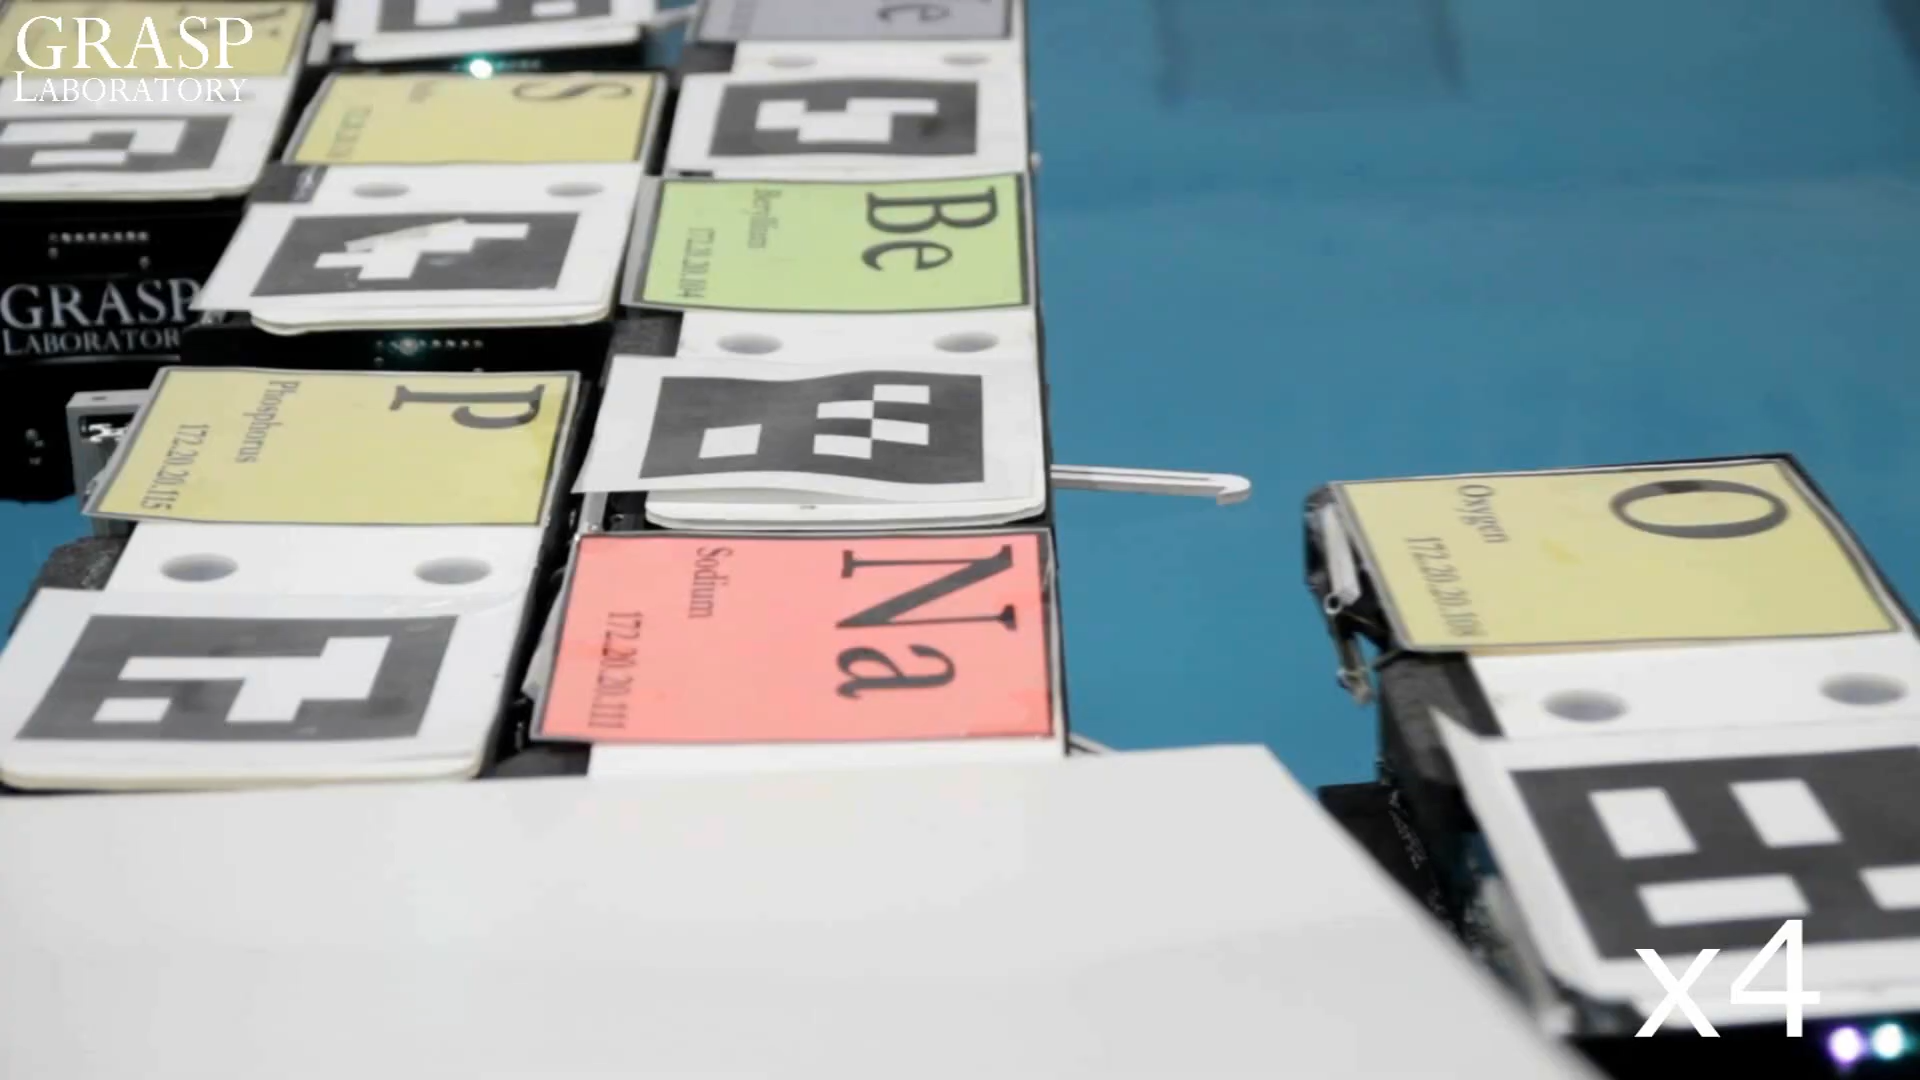 GRASP
LABORATORY
S
Be
Beryllium
172.20.20.104
GRASP
LABORATORY
P
Phosphorus
172.20.20.115
Na
Sodium
172.20.20.111
O
Oxygen
172.20.20.108
x4